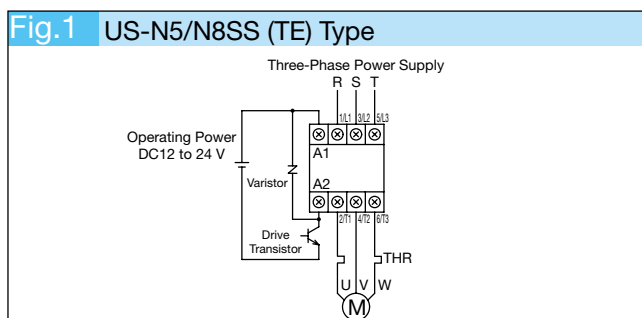 Fig.1 US-N5/N8SS (TE) Type
Three-Phase Power Supply
R S T
1/L1 3/L2 5/L3
Operating Power
DC12 to 24 V
A1
Varistor
A2
2/T1 4/T2 6/T3
Drive
Transistor
THR
U V W
M